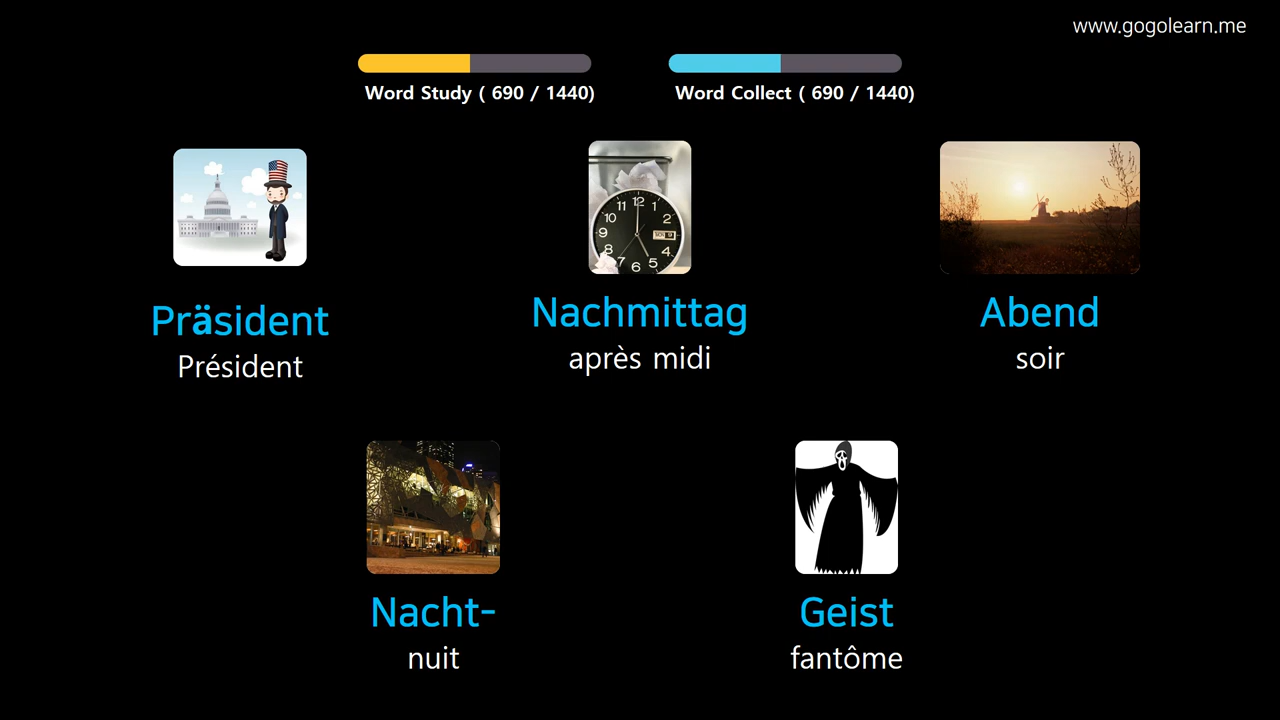 www.gogolearn.me
Word Study ( 690 / 1440)
Word Collect ( 690 / 1440)
Präsident
Président
Nachmittag
après midi
Abend
soir
Nacht-
nuit
Geist
fantôme